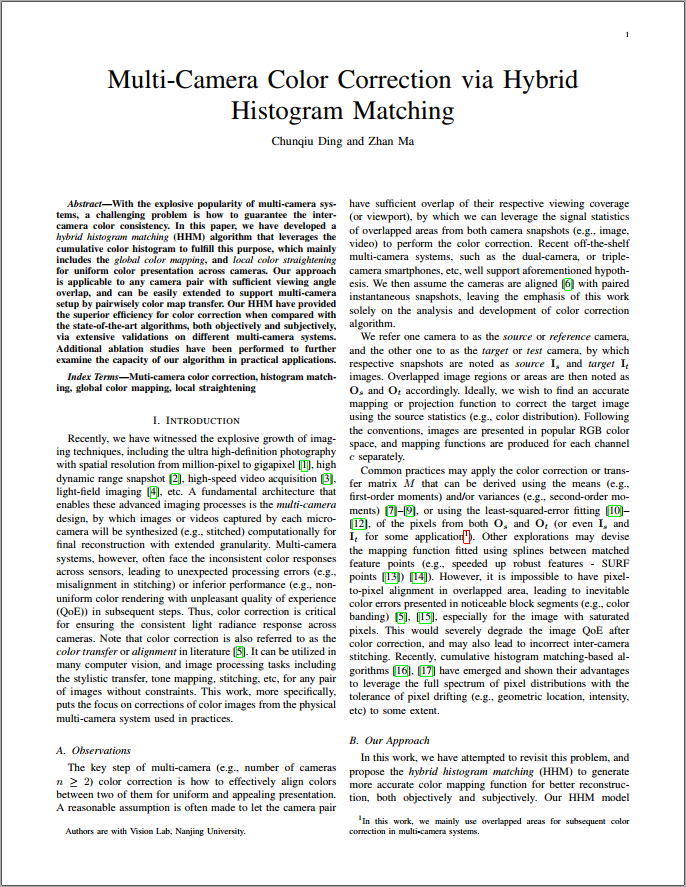 1
Multi-Camera Color Correction via Hybrid
Histogram Matching
Chunqiu Ding and Zhan Ma
Abstract—With the explosive popularity of multi-camera sys-
tems, a challenging problem is how to guarantee the inter-
camera color consistency. In this paper, we have developed a
hybrid histogram matching (HHM) algorithm that leverages the
cumulative color histogram to fulfill this purpose, which mainly
includes the global color mapping, and local color straightening
for uniform color presentation across cameras. Our approach
is applicable to any camera pair with sufficient viewing angle
overlap, and can be easily extended to support multi-camera
setup by pairwisely color map transfer. Our HHM have provided
the superior efficiency for color correction when compared with
the state-of-the-art algorithms, both objectively and subjectively,
via extensive validations on different multi-camera systems.
Additional ablation studies have been performed to further
examine the capacity of our algorithm in practical applications.
Index Terms—Muti-camera color correction, histogram match-
ing, global color mapping, local straightening
I. INTRODUCTION
Recently, we have witnessed the explosive growth of imag-
ing techniques, including the ultra high-definition photography
with spatial resolution from million-pixel to gigapixel [1], high
dynamic range snapshot [2], high-speed video acquisition [3],
light-field imaging [4], etc. A fundamental architecture that
enables these advanced imaging processes is the multi-camera
design, by which images or videos captured by each micro-
camera will be synthesized (e.g., stitched) computationally for
final reconstruction with extended granularity. Multi-camera
systems, however, often face the inconsistent color responses
across sensors, leading to unexpected processing errors (e.g.,
misalignment in stitching) or inferior performance (e.g., non-
uniform color rendering with unpleasant quality of experience
(QoE)) in subsequent steps. Thus, color correction is critical
for ensuring the consistent light radiance response across
cameras. Note that color correction is also referred to as the
color transfer or alignment in literature [5]. It can be utilized in
many computer vision, and image processing tasks including
the stylistic transfer, tone mapping, stitching, etc, for any pair
of images without constraints. This work, more specifically,
puts the focus on corrections of color images from the physical
multi-camera system used in practices.
A. Observations
The key step of multi-camera (e.g., number of cameras
n ≥ 2) color correction is how to effectively align colors
between two of them for uniform and appealing presentation.
A reasonable assumption is often made to let the camera pair
Authors are with Vision Lab, Nanjing University.
have sufficient overlap of their respective viewing coverage
(or viewport), by which we can leverage the signal statistics
of overlapped areas from both camera snapshots (e.g., image,
video) to perform the color correction. Recent off-the-shelf
multi-camera systems, such as the dual-camera, or triple-
camera smartphones, etc, well support aforementioned hypoth-
esis. We then assume the cameras are aligned [6] with paired
instantaneous snapshots, leaving the emphasis of this work
solely on the analysis and development of color correction
algorithm.
We refer one camera to as the source or reference camera,
and the other one to as the target or test camera, by which
respective snapshots are noted as source Is and target It
images. Overlapped image regions or areas are then noted as
Os and Ot accordingly. Ideally, we wish to find an accurate
mapping or projection function to correct the target image
using the source statistics (e.g., color distribution). Following
the conventions, images are presented in popular RGB color
space, and mapping functions are produced for each channel
c separately.
Common practices may apply the color correction or trans-
fer matrix M that can be derived using the means (e.g.,
first-order moments) and/or variances (e.g., second-order mo-
ments) [7]–[9], or using the least-squared-error fitting [10]–
[12], of the pixels from both Os and Ot (or even Is and
It for some application1). Other explorations may devise
the mapping function fitted using splines between matched
feature points (e.g., speeded up robust features - SURF
points [13]) [14]). However, it is impossible to have pixel-
to-pixel alignment in overlapped area, leading to inevitable
color errors presented in noticeable block segments (e.g., color
banding) [5], [15], especially for the image with saturated
pixels. This would severely degrade the image QoE after
color correction, and may also lead to incorrect inter-camera
stitching. Recently, cumulative histogram matching-based al-
gorithms [16], [17] have emerged and shown their advantages
to leverage the full spectrum of pixel distributions with the
tolerance of pixel drifting (e.g., geometric location, intensity,
etc) to some extent.
B. Our Approach
In this work, we have attempted to revisit this problem, and
propose the hybrid histogram matching (HHM) to generate
more accurate color mapping function for better reconstruc-
tion, both objectively and subjectively. Our HHM model
1In this work, we mainly use overlapped areas for subsequent color
correction in multi-camera systems.